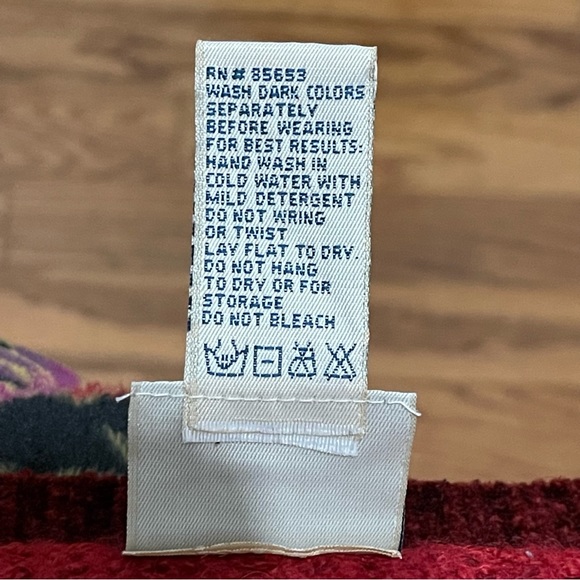 RN # 85653
WASH DARK COLORS
SEPARATELY
BEFORE WEARING
FOR BEST RESULTS:
HAND WASH IN
COLD WATER WITH
MILD DETERGENT
DO NOT WRING
OR TWIST
LAY FLAT TO DRY.
DO NOT HANG
TO DRY OR FOR
STORAGE
DO NOT BLEACH